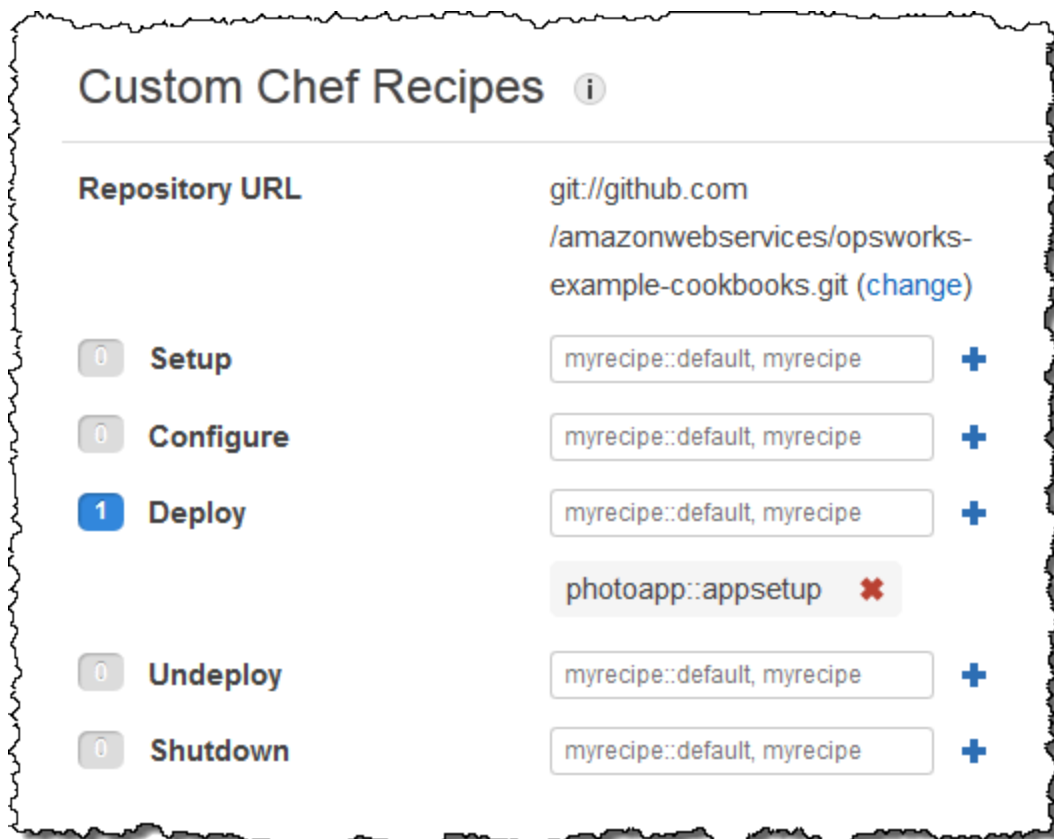 Custom Chef Recipes i
Repository URL git://github.com
/amazonwebservices/opsworks-
example-cookbooks.git (change)
0 Setup myrecipe::default, myrecipe
0 Configure myrecipe::default, myrecipe
1 Deploy myrecipe::default, myrecipe
photoapp::appsetup
0 Undeploy myrecipe::default, myrecipe
0 Shutdown myrecipe::default, myrecipe